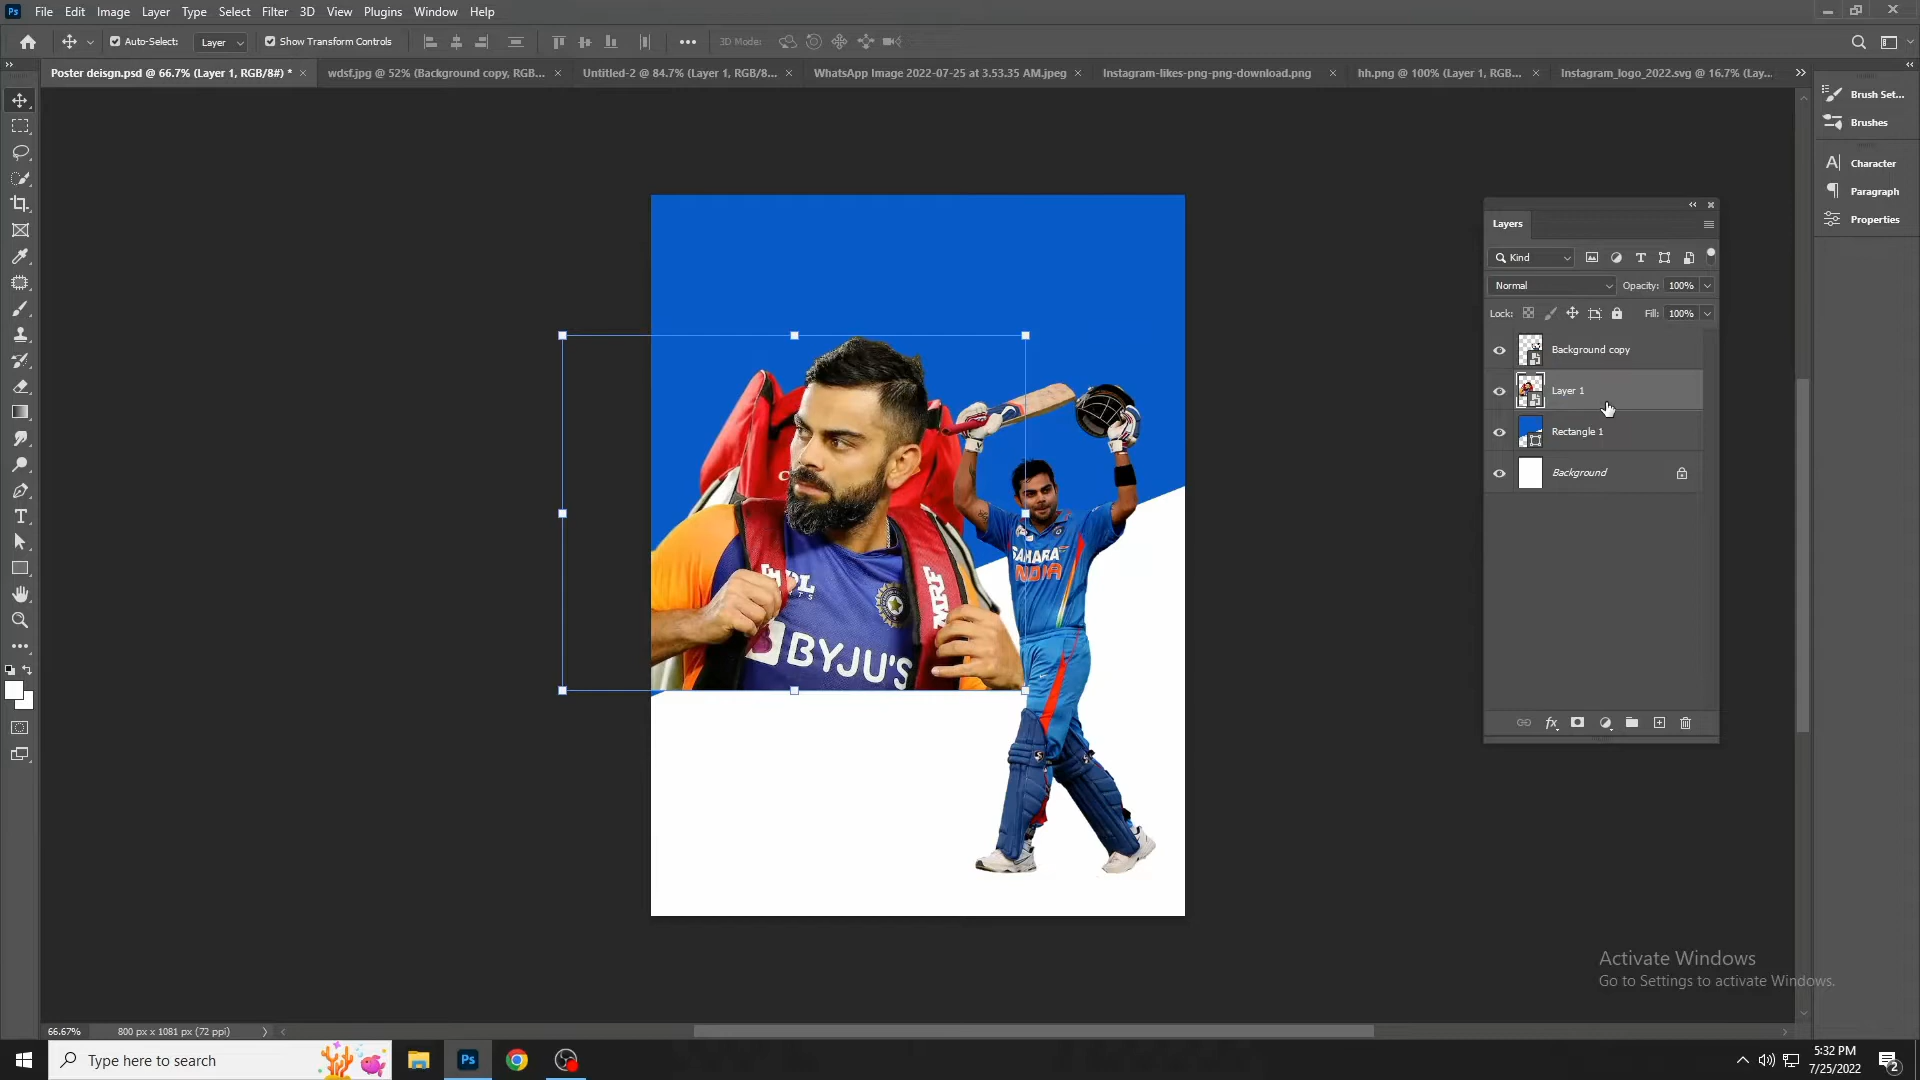 Ps File Edit Image Layer Type Select Filter 3D View Plugins Window Help
Auto-Select: Layer Show Transform Controls 3D Mode:
Poster deisgn.psd @ 66.7% (Layer 1, RGB/8#) * wdsf.jpg @ 52% (Background copy, RGB... Untitled-2 @ 84.7% (Layer 1, RGB/8... WhatsApp Image 2022-07-25 at 3.53.35 AM.jpeg Instagram-likes-png-png-download.png hh.png @ 100% (Layer 1, RGB... Instagram_logo_2022.svg @ 16.7% (Lay...
Brush Set...
Brushes
Character
Paragraph
Properties
Layers
Kind
Normal Opacity: 100%
Lock: Fill: 100%
Background copy
Layer 1
Rectangle 1
Background
fx
SAHARA
INDIA
MRF
BYJU'S
Activate Windows
Go to Settings to activate Windows.
66.67% 800 px x 1081 px (72 ppi)
Type here to search
Ps
5:32 PM
7/25/2022
2